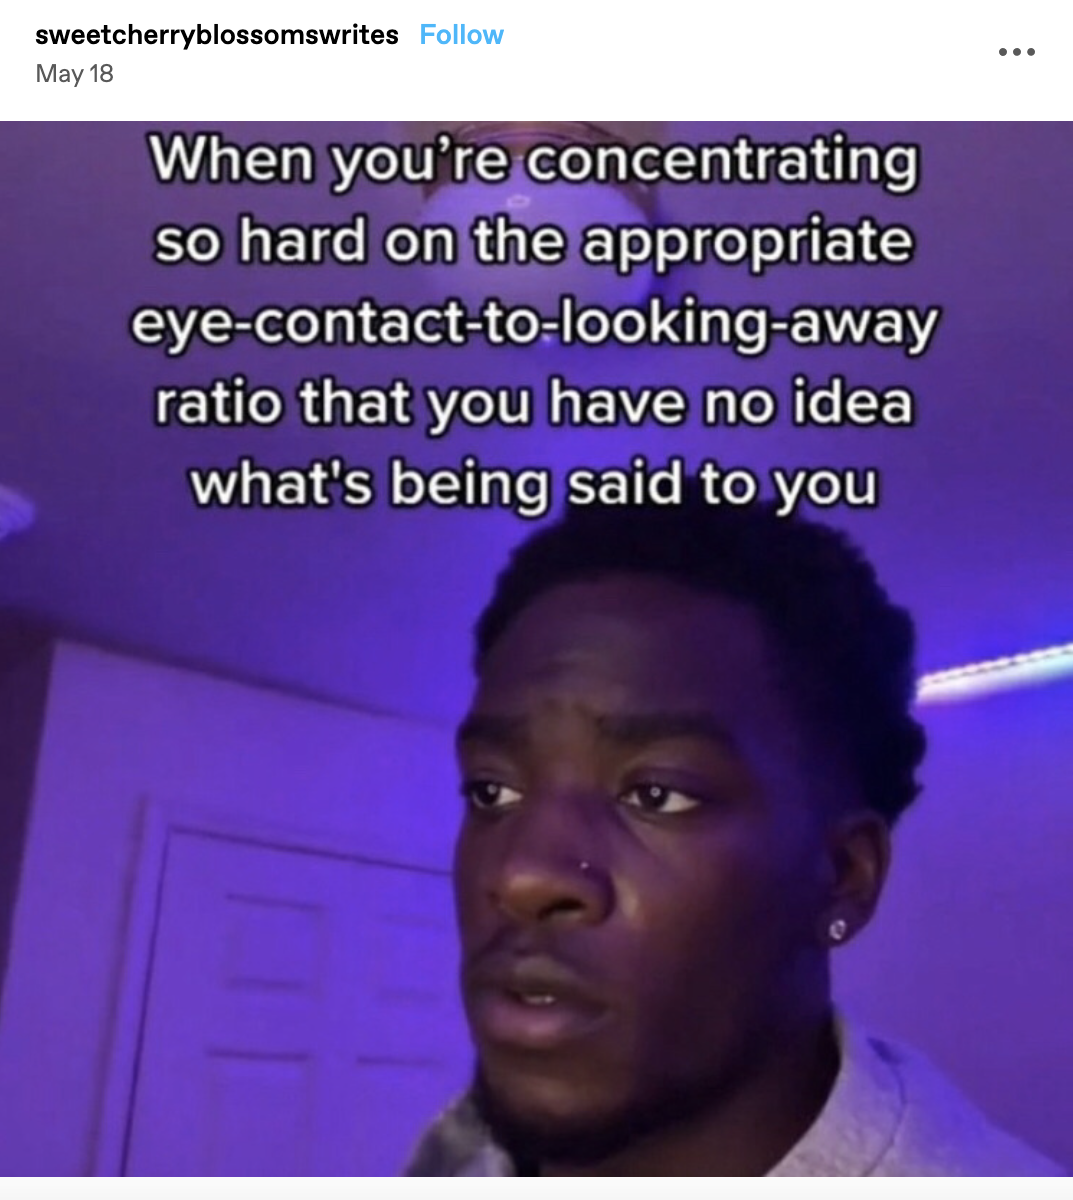 sweetcherryblossomswrites Follow
May 18
When you’re concentrating
so hard on the appropriate
eye-contact-to-looking-away
ratio that you have no idea
what's being said to you